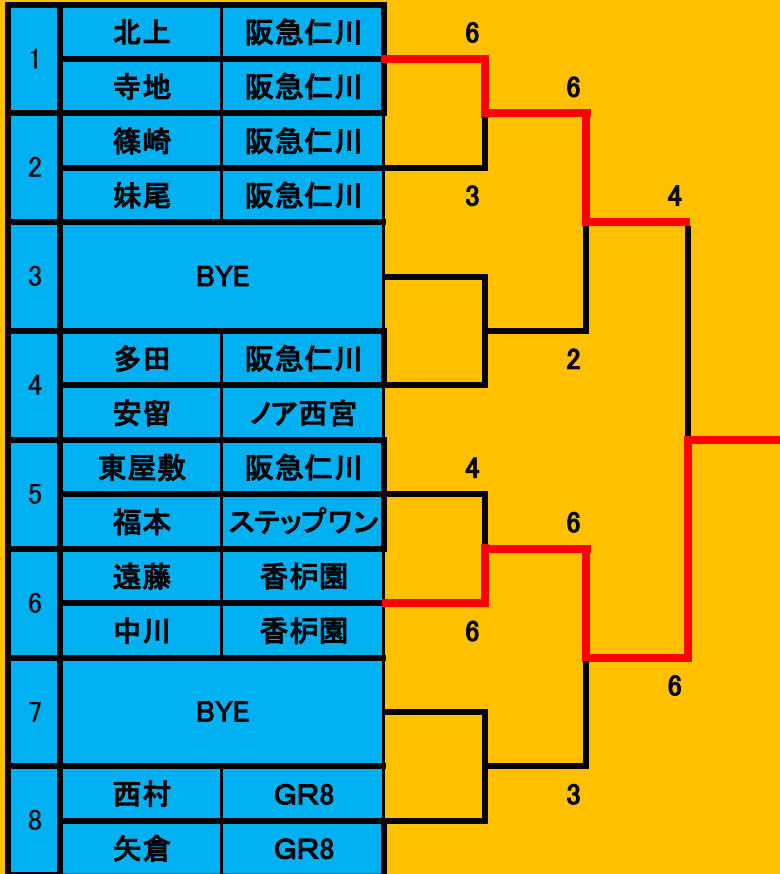 1 北上 阪急仁川 6
寺地 阪急仁川 6
2 篠崎 阪急仁川
妹尾 阪急仁川 3 4
3 BYE
4 多田 阪急仁川 2
安留 ノア西宮
5 東屋敷 阪急仁川 4
福本 ステップワン 6
6 遠藤 香枦園
中川 香枦園 6
7 BYE 6
8 西村 GR8 3
矢倉 GR8